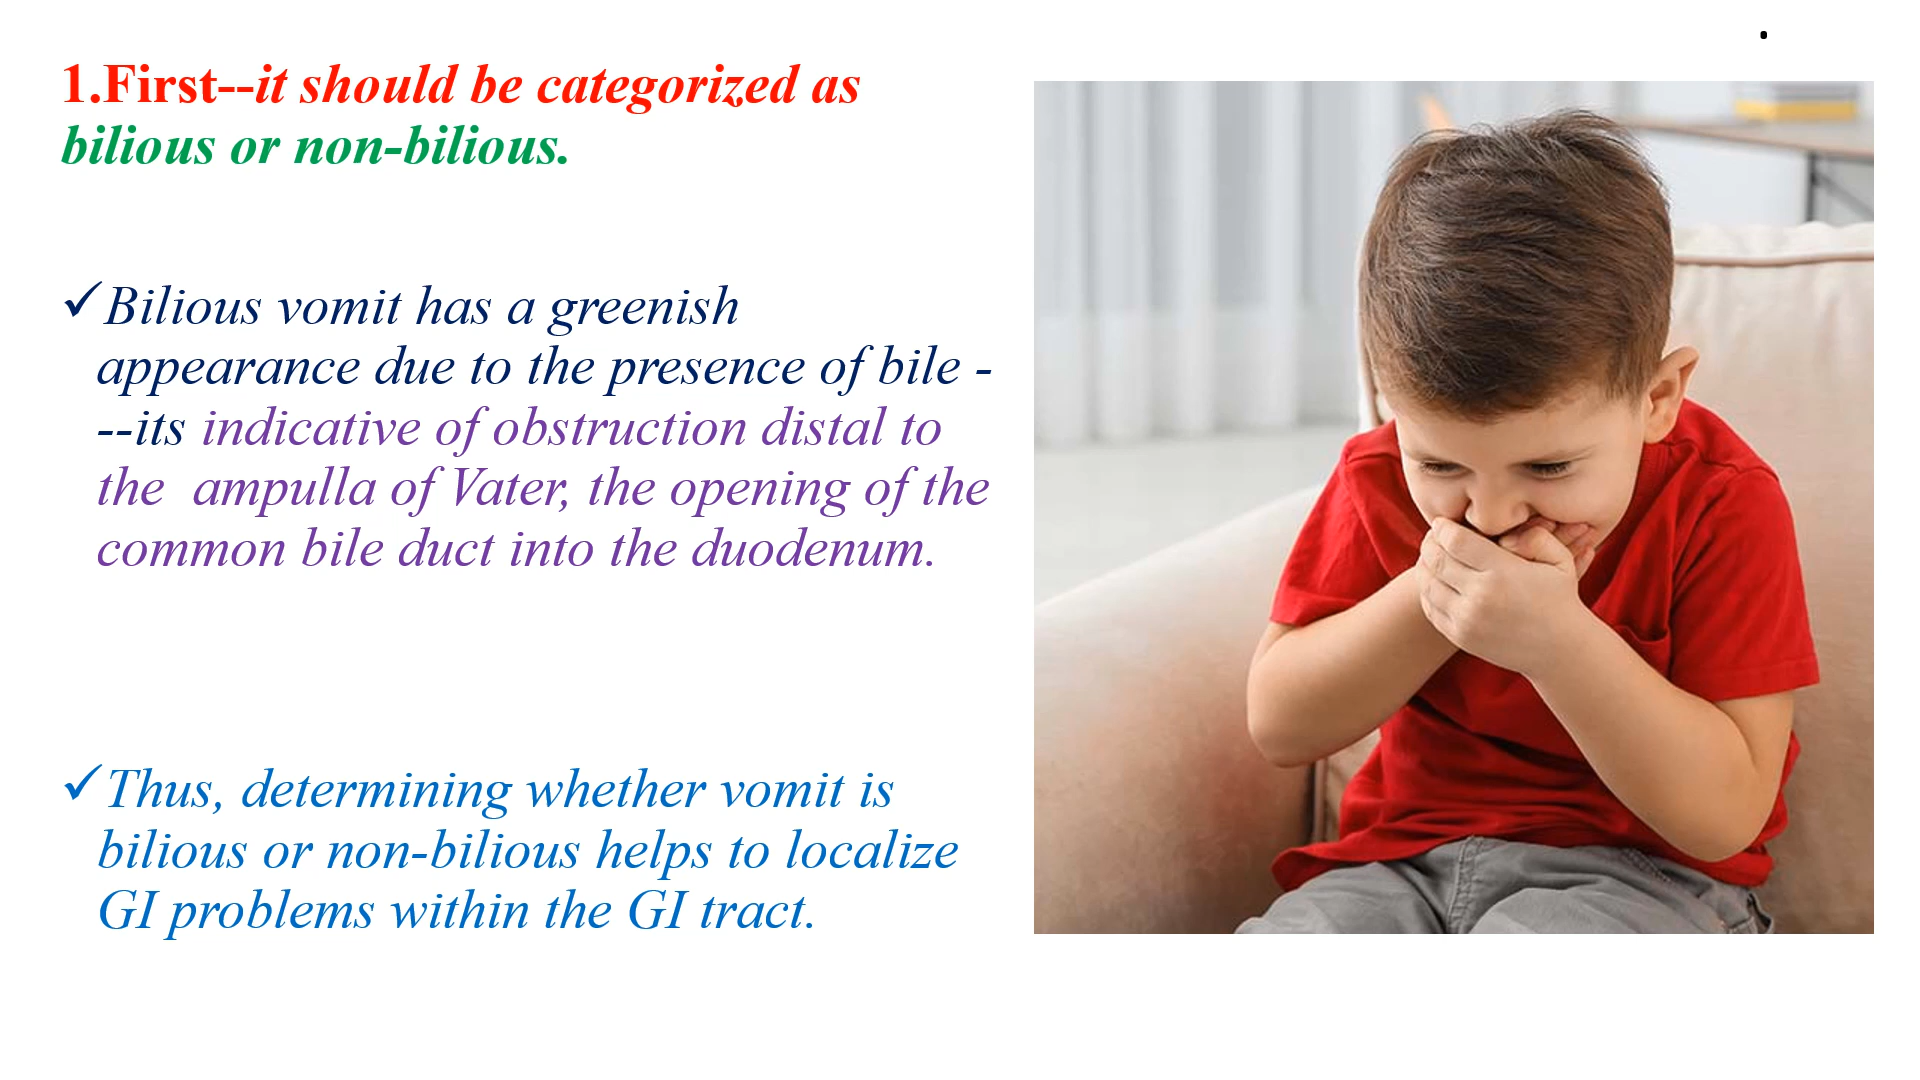 .
1.First--it should be categorized as
bilious or non-bilious.
✓Bilious vomit has a greenish
appearance due to the presence of bile -
--its indicative of obstruction distal to
the  ampulla of Vater, the opening of the
common bile duct into the duodenum.
✓Thus, determining whether vomit is
bilious or non-bilious helps to localize
GI problems within the GI tract.